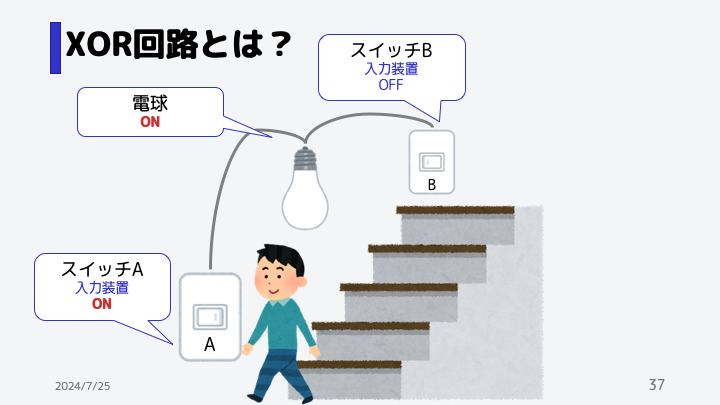 XOR回路とは？
スイッチB
入力装置
OFF
電球
ON
B
スイッチA
入力装置
ON
A
2024/7/25
37